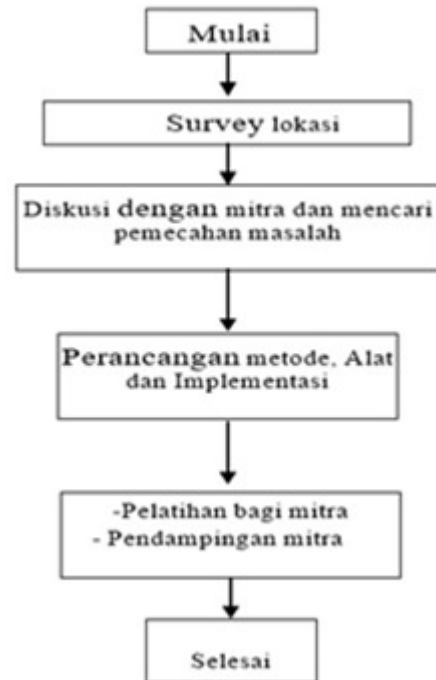 Mulai
Survey lokasi
Diskusi dengan mitra dan mencari
pemecahan masalah
Perancangan metode, Alat
dan Implementasi
-Pelatihan bagi mitra
- Pendampingan mitra
Selesai